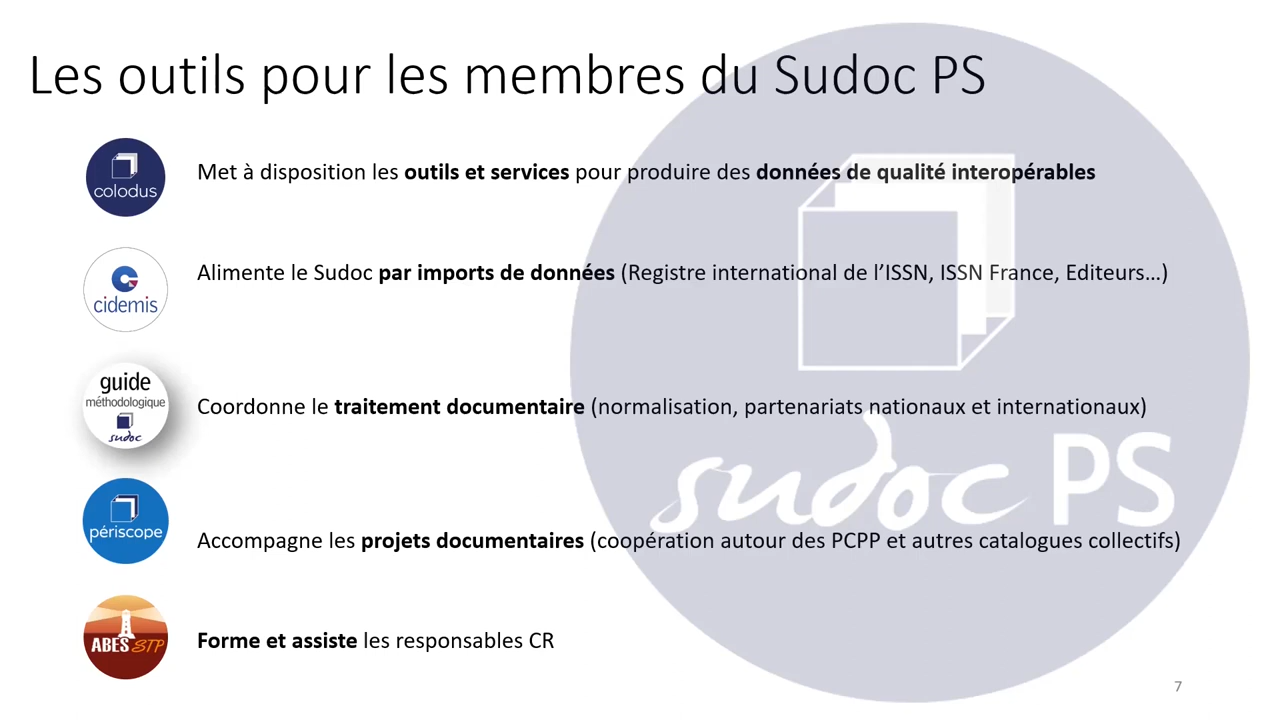 Les outils pour les membres du Sudoc PS
colodus
Met à disposition les outils et services pour produire des données de qualité interopérables
cidemis
Alimente le Sudoc par imports de données (Registre international de l’ISSN, ISSN France, Editeurs…)
guide
méthodologique
sudoc
Coordonne le traitement documentaire (normalisation, partenariats nationaux et internationaux)
sudoc PS
périscope
Accompagne les projets documentaires (coopération autour des PCPP et autres catalogues collectifs)
ABES STP
Forme et assiste les responsables CR
7